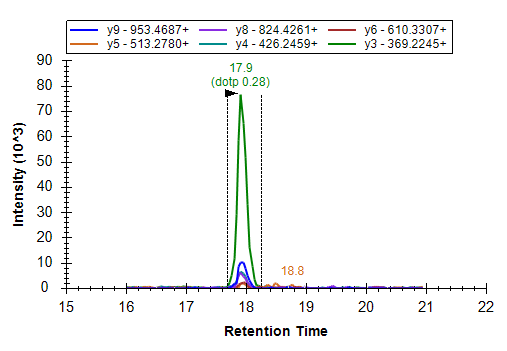 y9 - 953.4687+ y8 - 824.4261+ y6 - 610.3307+
y5 - 513.2780+ y4 - 426.2459+ y3 - 369.2245+
17.9
(dotp 0.28)
18.8
90
80
70
60
50
40
30
20
10
0
Intensity (10^3)
15 16 17 18 19 20 21 22
Retention Time